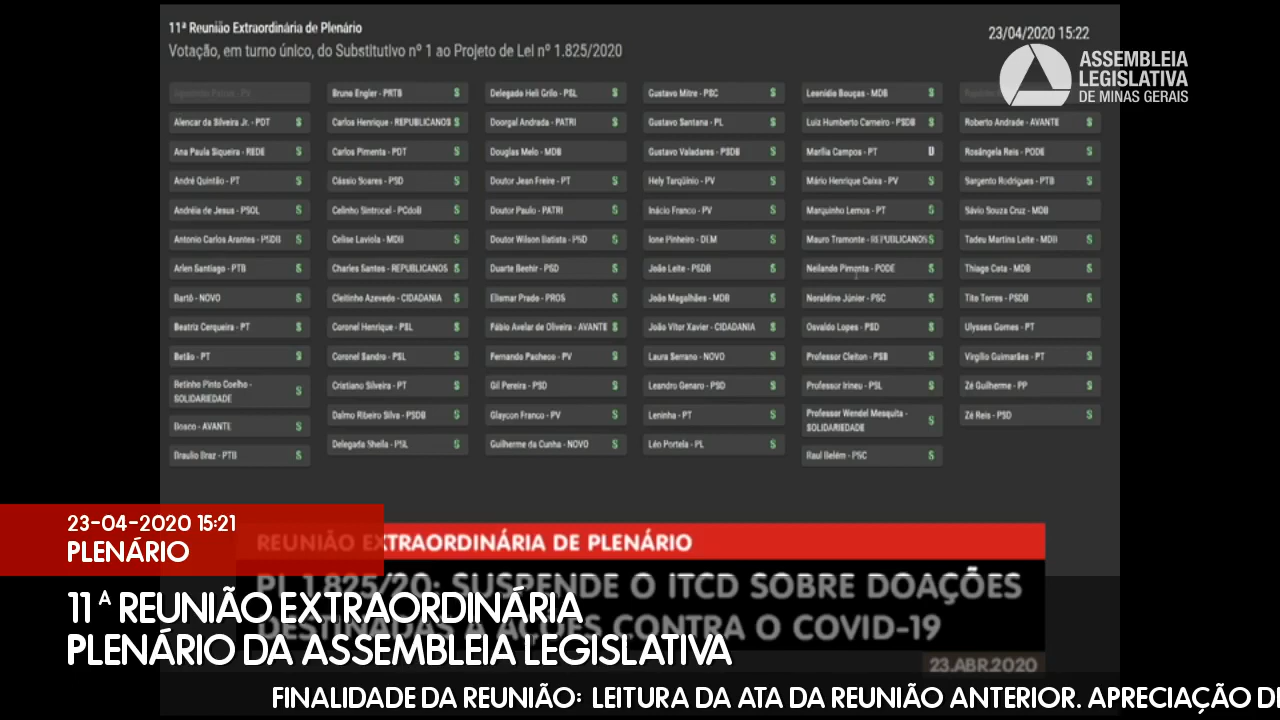 11ª Reunião Extraordinária de Plenário
Votação, em turno único, do Substitutivo nº 1 ao Projeto de Lei nº 1.825/2020
23/04/2020 15:22
ASSEMBLEIA
LEGISLATIVA
DE MINAS GERAIS
Alencar da Silveira Jr. - PDT S
Ana Paula Siqueira - REDE S
André Quintão - PT S
Andréia de Jesus - PSOL S
Antonio Carlos Arantes - PSDB S
Arlen Santiago - PTB S
Bartô - NOVO S
Beatriz Cerqueira - PT S
Betão - PT S
Betinho Pinto Coelho -
SOLIDARIEDADE S
Bosco - AVANTE S
Braulio Braz - PTB S
Bruno Engler - PRTB S
Carlos Henrique - REPUBLICANOS S
Carlos Pimenta - PDT S
Cássio Soares - PSD S
Celinho Sintrocel - PCdoB S
Celise Laviola - MDB S
Charles Santos - REPUBLICANOS S
Cleitinho Azevedo - CIDADANIA S
Coronel Henrique - PSL S
Coronel Sandro - PSL S
Cristiano Silveira - PT S
Dalmo Ribeiro Silva - PSDB S
Delegada Sheila - PSL S
Delegado Heli Grilo - PSL S
Doorgal Andrada - PATRI S
Douglas Melo - MDB
Doutor Jean Freire - PT S
Doutor Paulo - PATRI S
Doutor Wilson Batista - PSD S
Duarte Bechir - PSD S
Elismar Prado - PROS S
Fábio Avelar de Oliveira - AVANTE S
Fernando Pacheco - PV S
Gil Pereira - PSD S
Glaycon Franco - PV S
Guilherme da Cunha - NOVO S
Gustavo Mitre - PSC S
Gustavo Santana - PL S
Gustavo Valadares - PSDB S
Hely Tarqüínio - PV S
Inácio Franco - PV S
Ione Pinheiro - DEM S
João Leite - PSDB S
João Magalhães - MDB S
João Vítor Xavier - CIDADANIA S
Laura Serrano - NOVO S
Leandro Genaro - PSD S
Leninha - PT S
Léo Portela - PL S
Leonídio Bouças - MDB S
Luiz Humberto Carneiro - PSDB S
Marília Campos - PT
Mário Henrique Caixa - PV S
Marquinho Lemos - PT S
Mauro Tramonte - REPUBLICANOS S
Neilando Pimenta - PODE S
Noraldino Júnior - PSC S
Osvaldo Lopes - PSD S
Professor Cleiton - PSB S
Professor Irineu - PSL S
Professor Wendel Mesquita -
SOLIDARIEDADE S
Raul Belém - PSC S
Roberto Andrade - AVANTE S
Rosângela Reis - PODE S
Sargento Rodrigues - PTB S
Sávio Souza Cruz - MDB
Tadeu Martins Leite - MDB S
Thiago Cota - MDB S
Tito Torres - PSDB S
Ulysses Gomes - PT
Virgílio Guimarães - PT S
Zé Guilherme - PP S
Zé Reis - PSD S
23-04-2020 15:21
PLENÁRIO
REUNIÃO EXTRAORDINÁRIA DE PLENÁRIO
PL 1.825/20: SUSPENDE O ITCD SOBRE DOAÇÕES
DESTINADAS A AÇÕES CONTRA O COVID-19
23.ABR.2020
11ª REUNIÃO EXTRAORDINÁRIA
PLENÁRIO DA ASSEMBLEIA LEGISLATIVA
FINALIDADE DA REUNIÃO: LEITURA DA ATA DA REUNIÃO ANTERIOR. APRECIAÇÃO D